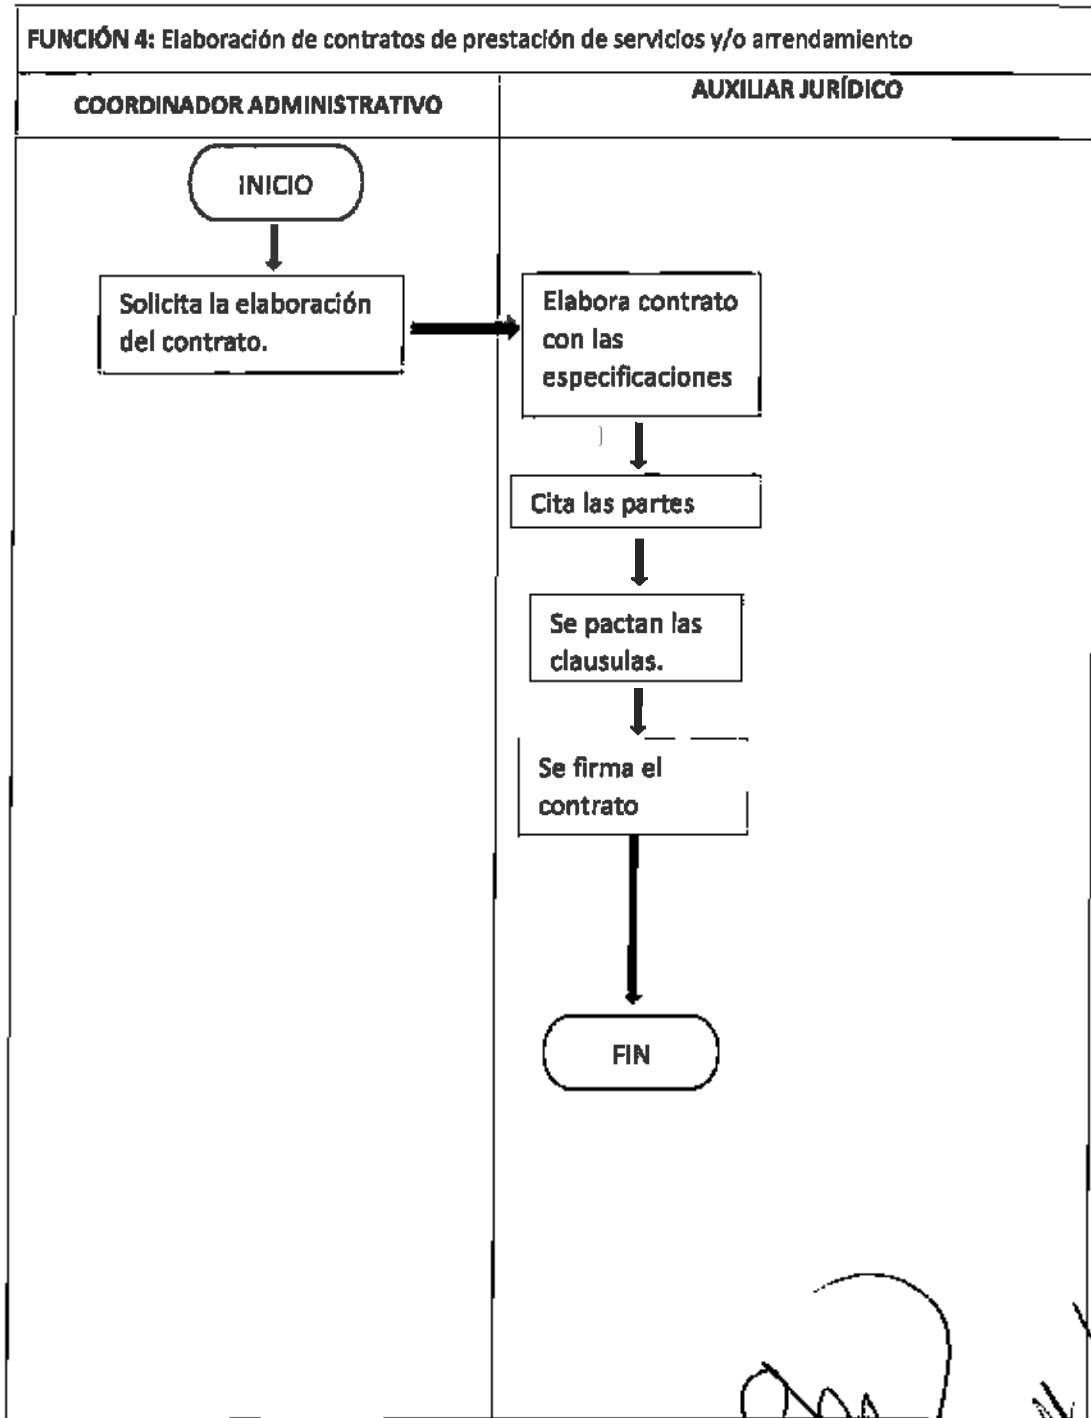 FUNCIÓN 4: Elaboración de contratos de prestación de servicios y/o arrendamiento
COORDINADOR ADMINISTRATIVO
AUXILIAR JURÍDICO
INICIO
Solicita la elaboración
del contrato.
Elabora contrato
con las
especificaciones
Cita las partes
Se pactan las
clausulas.
Se firma el
contrato
FIN